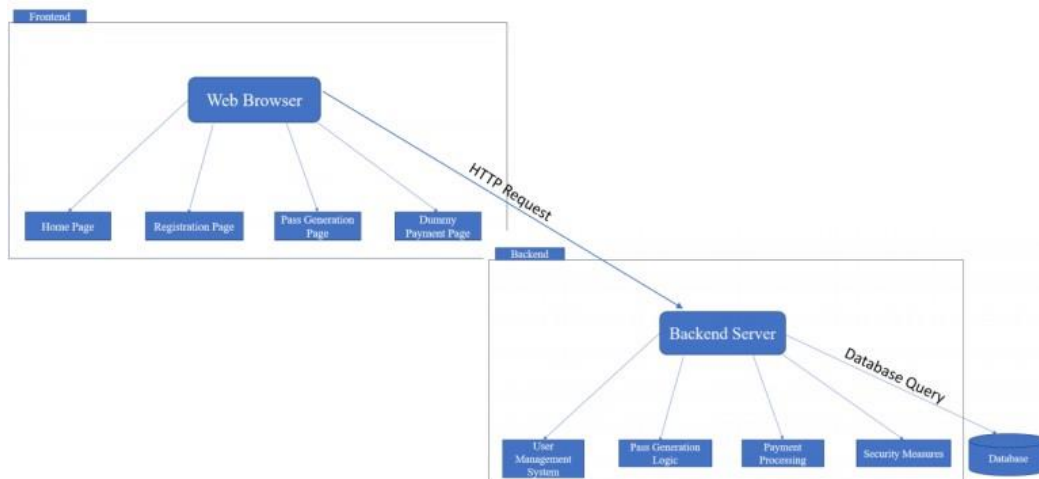 Frontend
Web Browser
HTTP Request
Home Page
Registration Page
Pass Generation
Page
Dummy
Payment Page
Backend
Backend Server
Database Query
User
Management
System
Pass Generation
Logic
Payment
Processing
Security Measures
Database